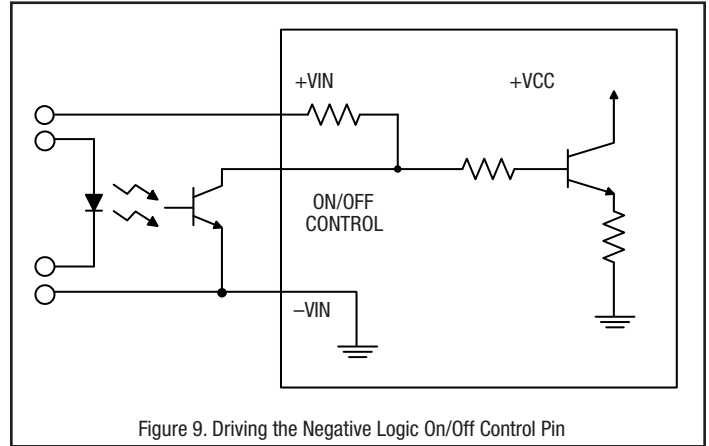 +VIN
+VCC
ON/OFF
CONTROL
–VIN
Figure 9. Driving the Negative Logic On/Off Control Pin